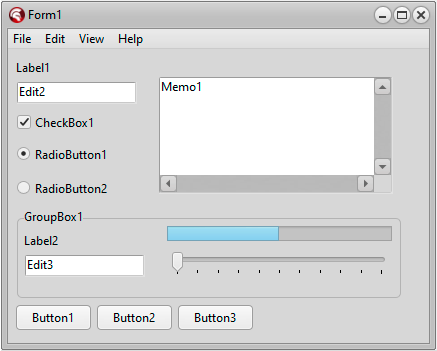 Form1
File Edit View Help
Label1
Edit2
Memo1
CheckBox1
RadioButton1
RadioButton2
GroupBox1
Label2
Edit3
Button1 Button2 Button3